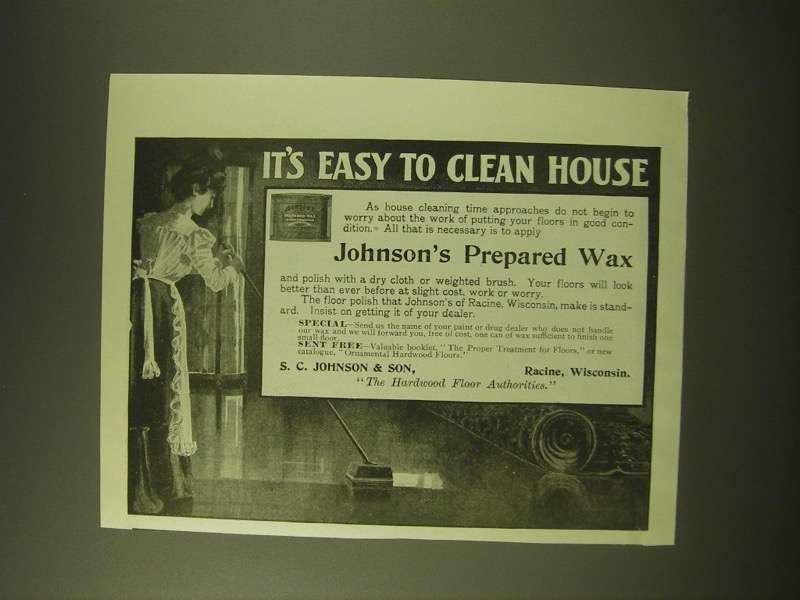 IT'S EASY TO CLEAN HOUSE
PREPARED WAX
As house cleaning time approaches do not begin to
worry about the work of putting your floors in good con-
dition. All that is necessary is to apply
Johnson's Prepared Wax
and polish with a dry cloth or weighted brush. Your floors will look
better than ever before at slight cost, work or worry.
The floor polish that Johnson's of Racine, Wisconsin, make is stand-
ard. Insist on getting it of your dealer.
SPECIAL—Send us the name of your paint or drug dealer who does not handle
our wax and we will forward you, free of cost, one can of wax sufficient to finish one
small floor.
SENT FREE—Valuable booklet, "The Proper Treatment for Floors," or new
catalogue, "Ornamental Hardwood Floors."
S. C. JOHNSON & SON, Racine, Wisconsin.
"The Hardwood Floor Authorities."